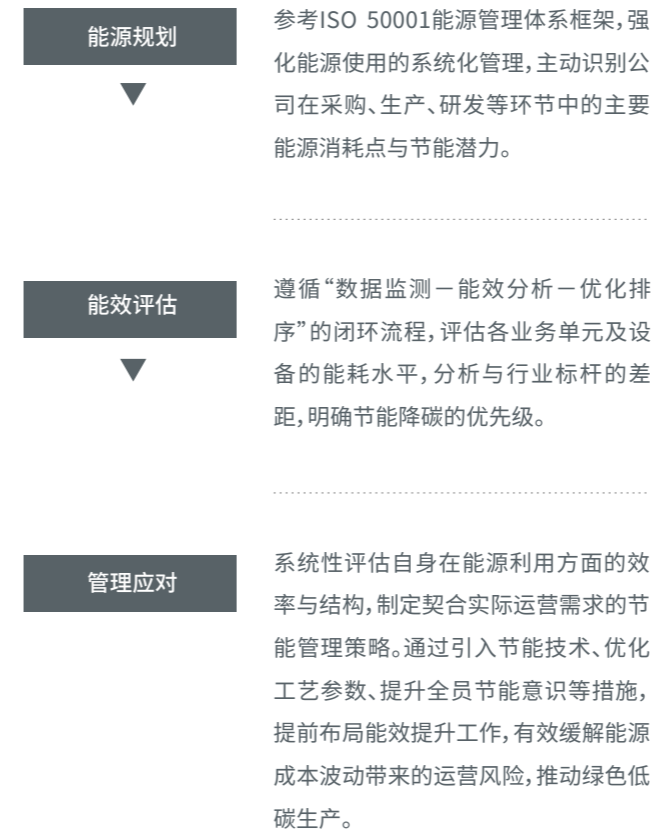 能源规划
参考ISO 50001能源管理体系框架，强
化能源使用的系统化管理，主动识别公
司在采购、生产、研发等环节中的主要
能源消耗点与节能潜力。
能效评估
遵循“数据监测－能效分析－优化排
序”的闭环流程，评估各业务单元及设
备的能耗水平，分析与行业标杆的差
距，明确节能降碳的优先级。
管理应对
系统性评估自身在能源利用方面的效
率与结构，制定契合实际运营需求的节
能管理策略。通过引入节能技术、优化
工艺参数、提升全员节能意识等措施，
提前布局能效提升工作，有效缓解能源
成本波动带来的运营风险，推动绿色低
碳生产。